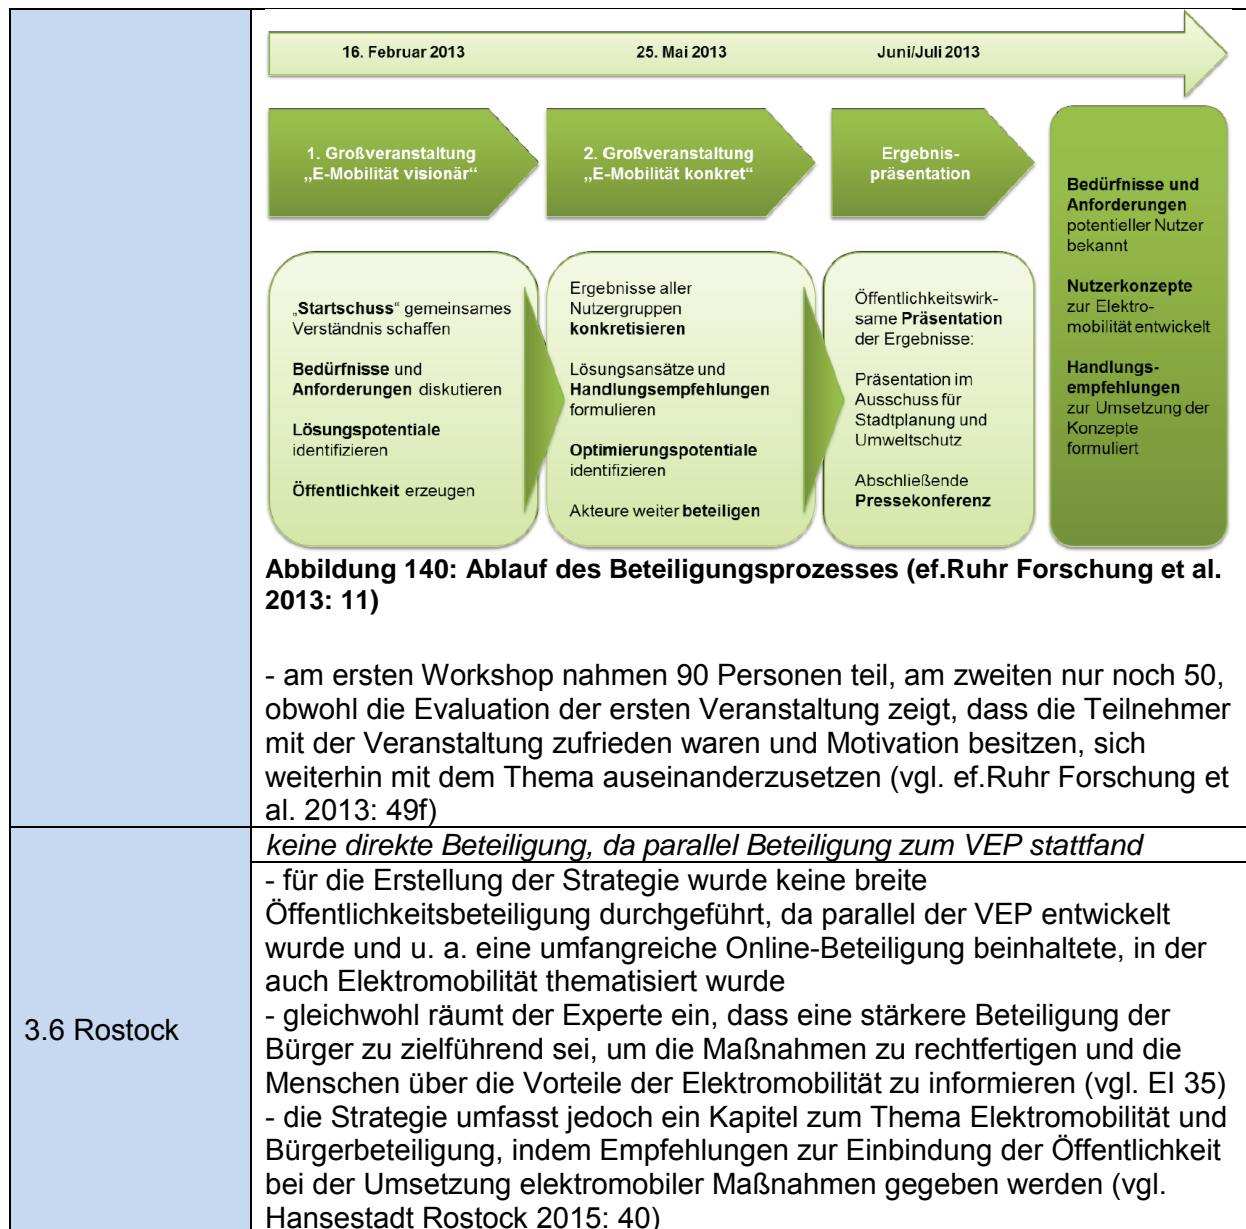 16. Februar 2013
25. Mai 2013
Juni/Juli 2013
1. Großveranstaltung
„E-Mobilität visionär“
2. Großveranstaltung
„E-Mobilität konkret“
Ergebnis-
präsentation
„Startschuss“ gemeinsames
Verständnis schaffen
Bedürfnisse und
Anforderungen diskutieren
Lösungspotentiale
identifizieren
Öffentlichkeit erzeugen
Ergebnisse aller
Nutzergruppen
konkretisieren
Lösungsansätze und
Handlungsempfehlungen
formulieren
Optimierungspotentiale
identifizieren
Akteure weiter beteiligen
Öffentlichkeitswirk-
same Präsentation
der Ergebnisse:
Präsentation im
Ausschuss für
Stadtplanung und
Umweltschutz
Abschließende
Pressekonferenz
Bedürfnisse und
Anforderungen
potentieller Nutzer
bekannt
Nutzerkonzepte
zur Elektro-
mobilität entwickelt
Handlungs-
empfehlungen
zur Umsetzung der
Konzepte
formuliert
Abbildung 140: Ablauf des Beteiligungsprozesses (ef.Ruhr Forschung et al.
2013: 11)
- am ersten Workshop nahmen 90 Personen teil, am zweiten nur noch 50,
obwohl die Evaluation der ersten Veranstaltung zeigt, dass die Teilnehmer
mit der Veranstaltung zufrieden waren und Motivation besitzen, sich
weiterhin mit dem Thema auseinanderzusetzen (vgl. ef.Ruhr Forschung et
al. 2013: 49f)
3.6 Rostock
keine direkte Beteiligung, da parallel Beteiligung zum VEP stattfand
- für die Erstellung der Strategie wurde keine breite
Öffentlichkeitsbeteiligung durchgeführt, da parallel der VEP entwickelt
wurde und u. a. eine umfangreiche Online-Beteiligung beinhaltete, in der
auch Elektromobilität thematisiert wurde
- gleichwohl räumt der Experte ein, dass eine stärkere Beteiligung der
Bürger zu zielführend sei, um die Maßnahmen zu rechtfertigen und die
Menschen über die Vorteile der Elektromobilität zu informieren (vgl. EI 35)
- die Strategie umfasst jedoch ein Kapitel zum Thema Elektromobilität und
Bürgerbeteiligung, indem Empfehlungen zur Einbindung der Öffentlichkeit
bei der Umsetzung elektromobiler Maßnahmen gegeben werden (vgl.
Hansestadt Rostock 2015: 40)